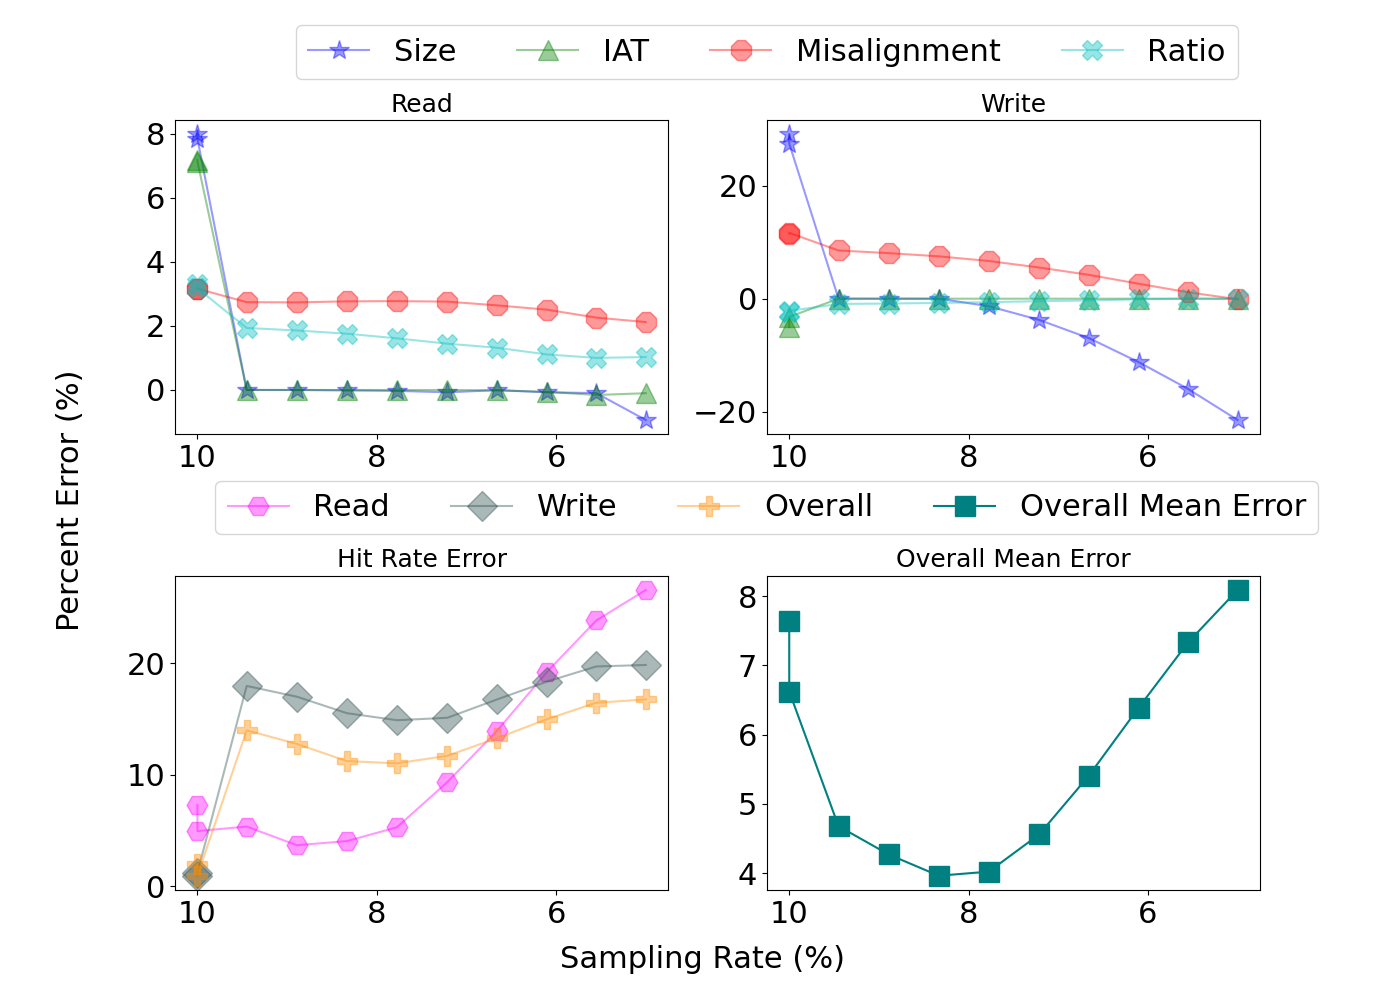 Size IAT Misalignment Ratio
Read Write
8
6
4
2
0
10 8 6
20
0
−20
10 8 6
Percent Error (%)
Read Write Overall Overall Mean Error
Hit Rate Error Overall Mean Error
20
10
0
10 8 6
8
7
6
5
4
10 8 6
Sampling Rate (%)